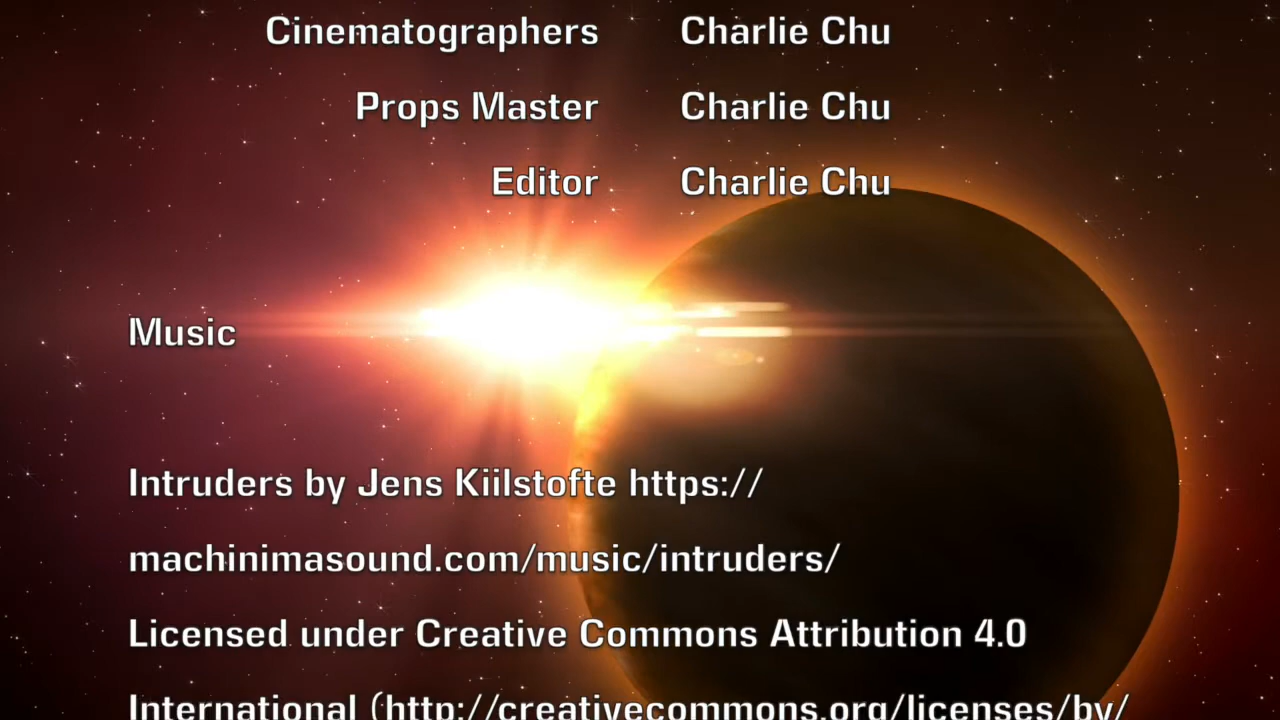 Cinematographers Charlie Chu
Props Master Charlie Chu
Editor Charlie Chu
Music
Intruders by Jens Kiilstofte https://
machinimasound.com/music/intruders/
Licensed under Creative Commons Attribution 4.0
International (http://creativecommons.org/licenses/by/